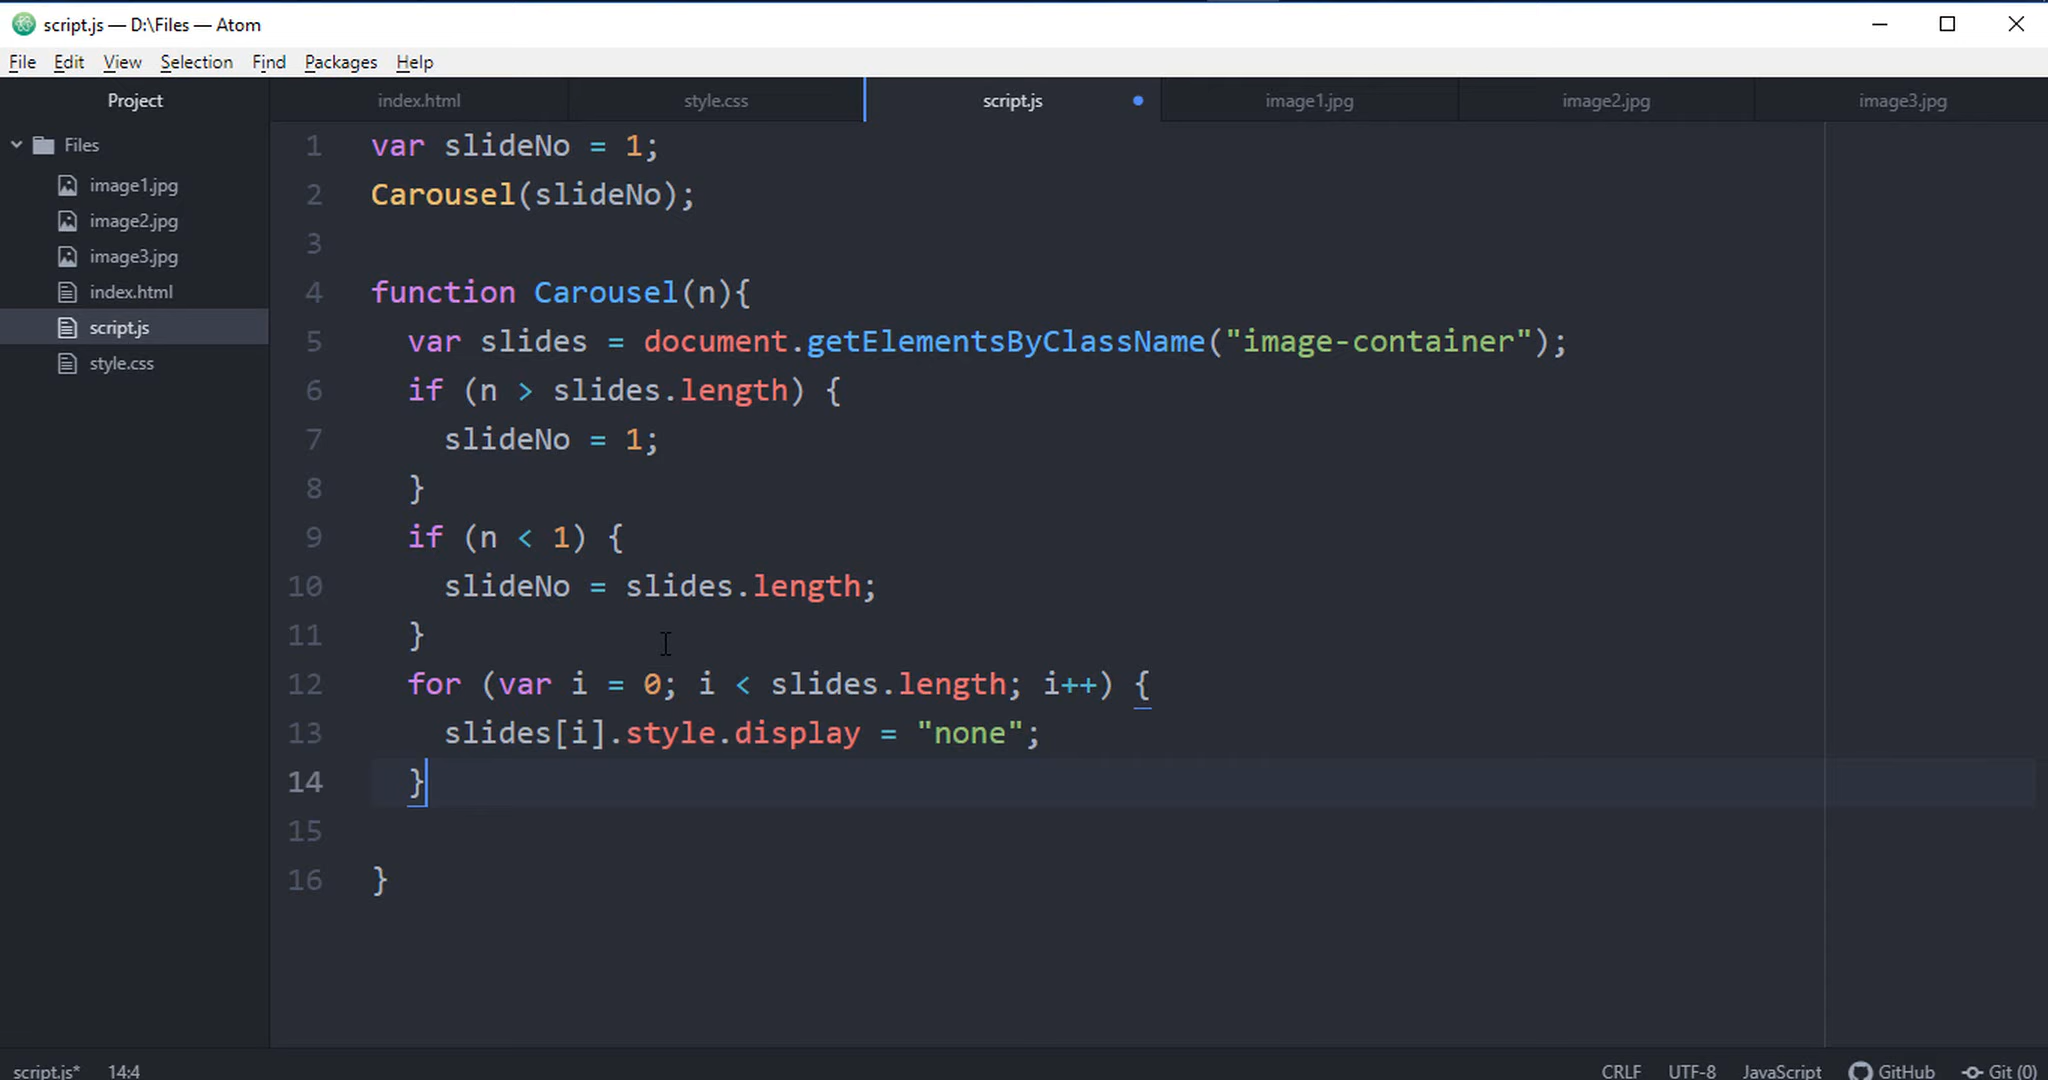 script.js — D:\Files — Atom
File Edit View Selection Find Packages Help
Project
index.html
style.css
script.js
image1.jpg
image2.jpg
image3.jpg
Files
image1.jpg
image2.jpg
image3.jpg
index.html
script.js
style.css
1 var slideNo = 1;
2 Carousel(slideNo);
3
4 function Carousel(n){
5 var slides = document.getElementsByClassName("image-container");
6 if (n > slides.length) {
7 slideNo = 1;
8 }
9 if (n < 1) {
10 slideNo = slides.length;
11 }
12 for (var i = 0; i < slides.length; i++) {
13 slides[i].style.display = "none";
14 }
15
16 }
script.js* 14:4 CRLF UTF-8 JavaScript GitHub Git (0)